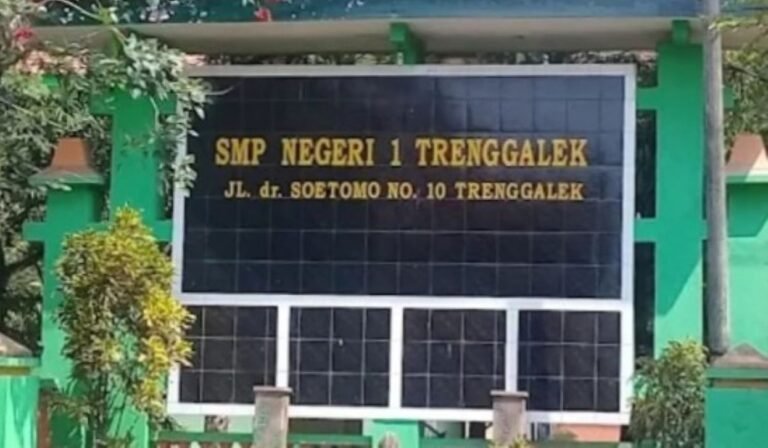 SMP NEGERI 1 TRENGGALEK
JL. dr. SOETOMO NO. 10 TRENGGALEK